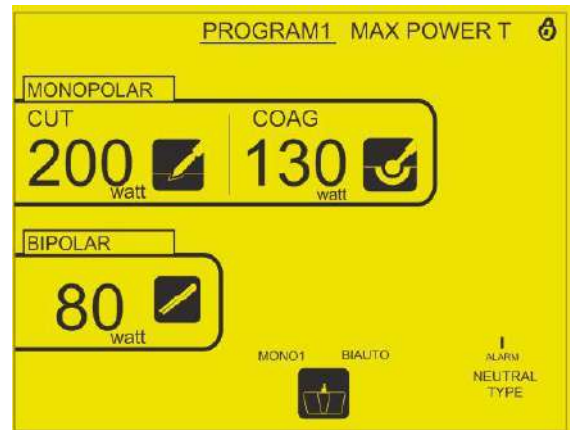 PROGRAM1 MAX POWER T
MONOPOLAR
CUT COAG
200 watt 130 watt
BIPOLAR
80 watt
MONO1 BIAUTO
I
ALARM
NEUTRAL
TYPE